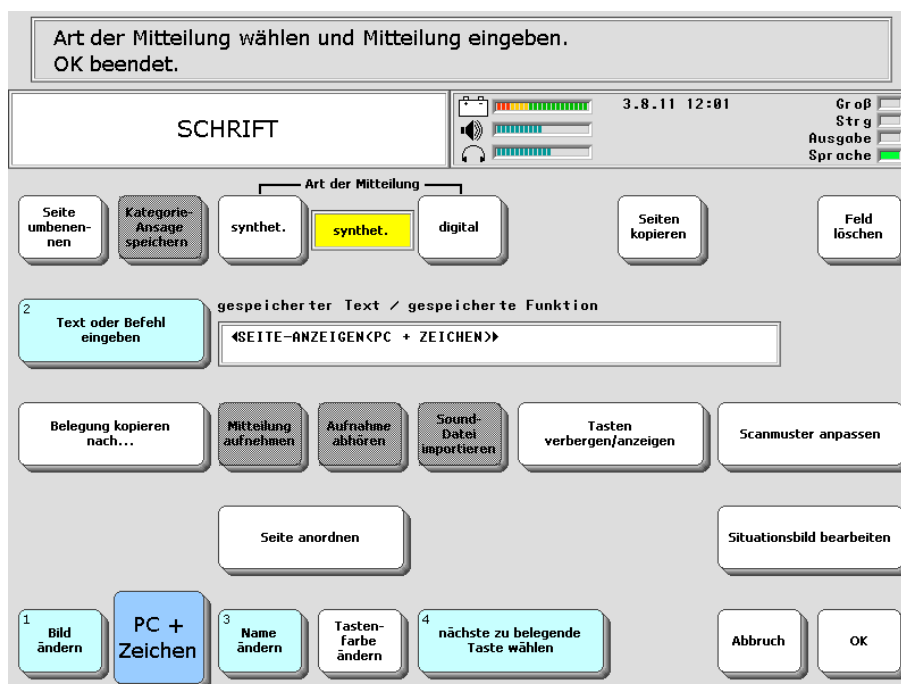 Art der Mitteilung wählen und Mitteilung eingeben.
OK beendet.
SCHRIFT
3.8.11 12:01
Groß
Strg
Ausgabe
Sprache
Art der Mitteilung
Seite
umbenen-
nen
Kategorie-
Ansage
speichern
synthet.
synthet.
digital
Seiten
kopieren
Feld
löschen
2
Text oder Befehl
eingeben
gespeicherter Text / gespeicherte Funktion
◀SEITE-ANZEIGEN<PC + ZEICHEN>▶
Belegung kopieren
nach...
Mitteilung
aufnehmen
Aufnahme
abhören
Sound-
Datei
importieren
Tasten
verbergen/anzeigen
Scanmuster anpassen
Seite anordnen
Situationsbild bearbeiten
1
Bild
ändern
PC +
Zeichen
3
Name
ändern
Tasten-
farbe
ändern
4
nächste zu belegende
Taste wählen
Abbruch
OK